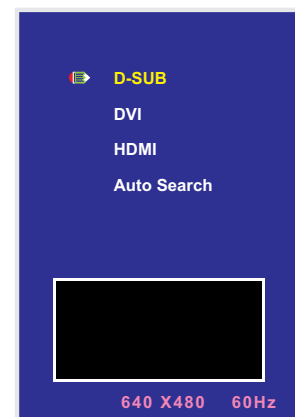 D-SUB
DVI
HDMI
Auto Search
640 X480 60Hz